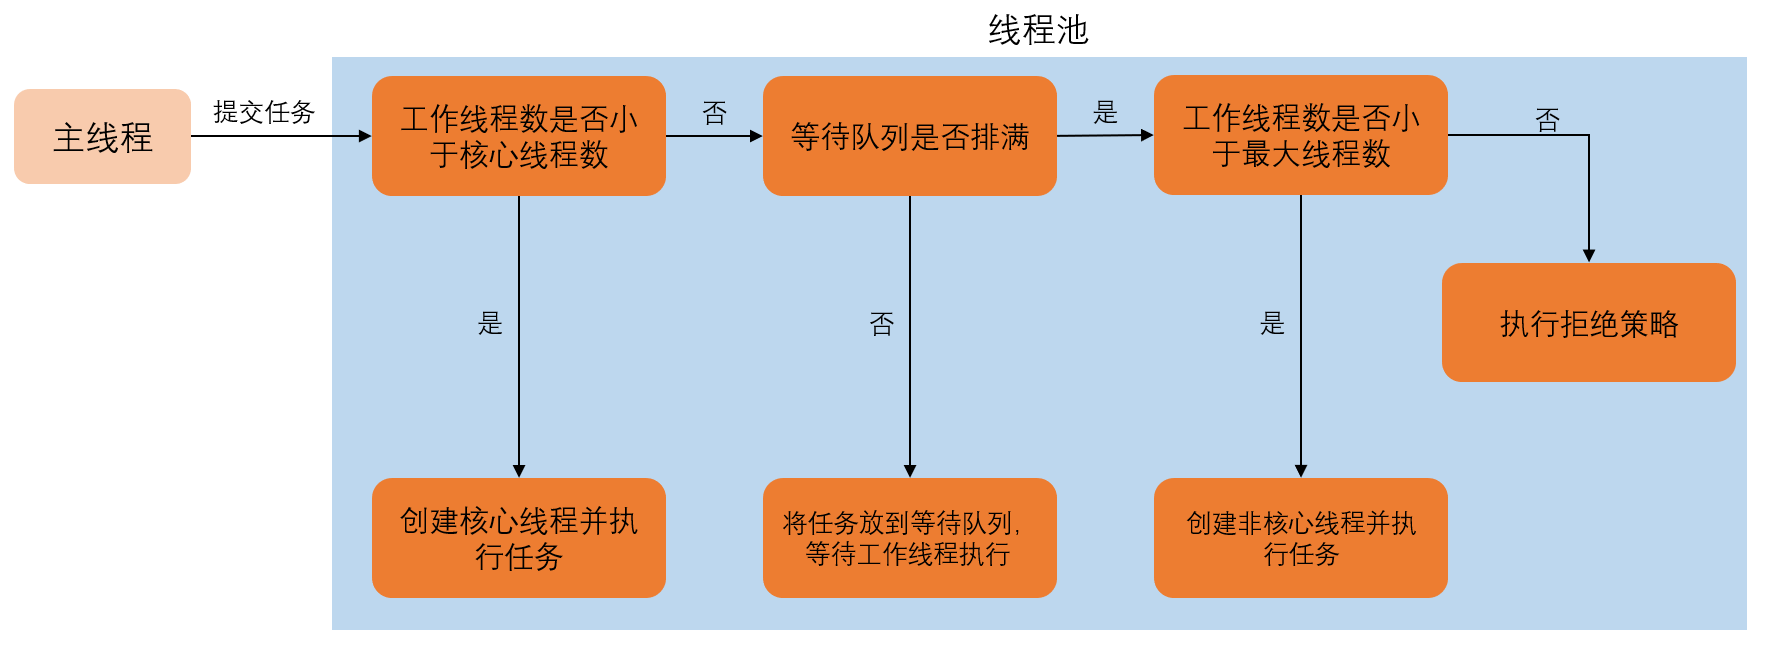 线程池
主线程
提交任务
工作线程数是否小
于核心线程数
否
等待队列是否排满
是
工作线程数是否小
于最大线程数
否
是
否
是
执行拒绝策略
创建核心线程并执
行任务
将任务放到等待队列，
等待工作线程执行
创建非核心线程并执
行任务